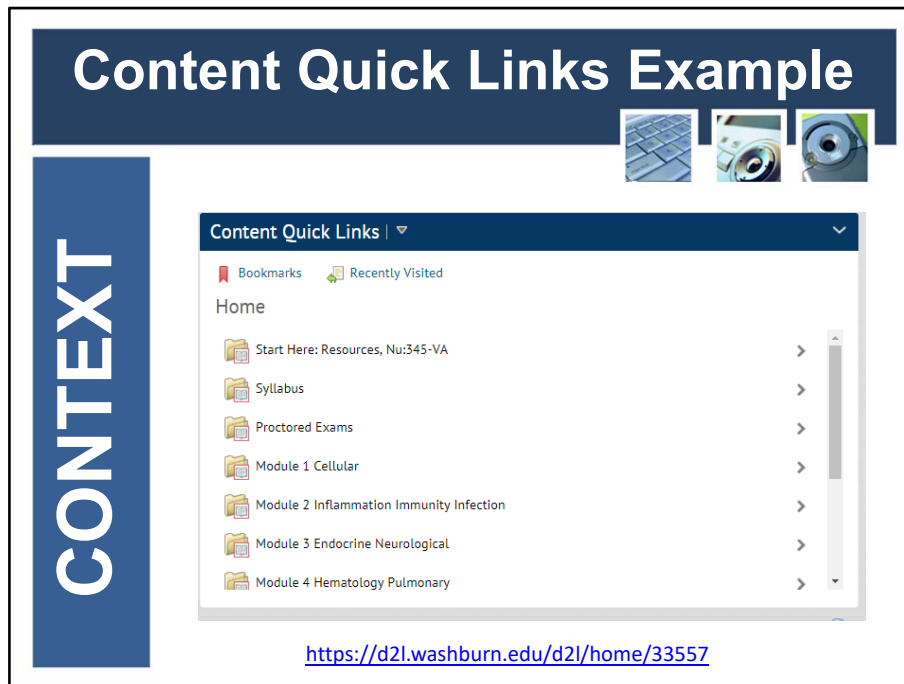 Content Quick Links Example
CONTEXT
Content Quick Links
Bookmarks Recently Visited
Home
Start Here: Resources, Nu:345-VA
Syllabus
Proctored Exams
Module 1 Cellular
Module 2 Inflammation Immunity Infection
Module 3 Endocrine Neurological
Module 4 Hematology Pulmonary
https://d2l.washburn.edu/d2l/home/33557